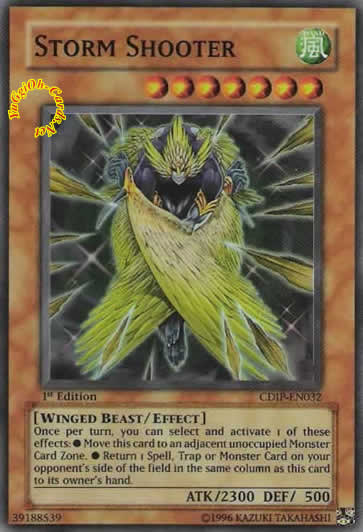 STORM SHOOTER
WIND
風
YuGiOh-Cards.Net
1st Edition
CDIP-EN032
[WINGED BEAST/EFFECT]
Once per turn, you can select and activate 1 of these
effects: ● Move this card to an adjacent unoccupied Monster
Card Zone. ● Return 1 Spell, Trap or Monster Card on your
opponent's side of the field in the same column as this card
to its owner's hand.
ATK/2300 DEF/ 500
39188539
©1996 KAZUKI TAKAHASHI